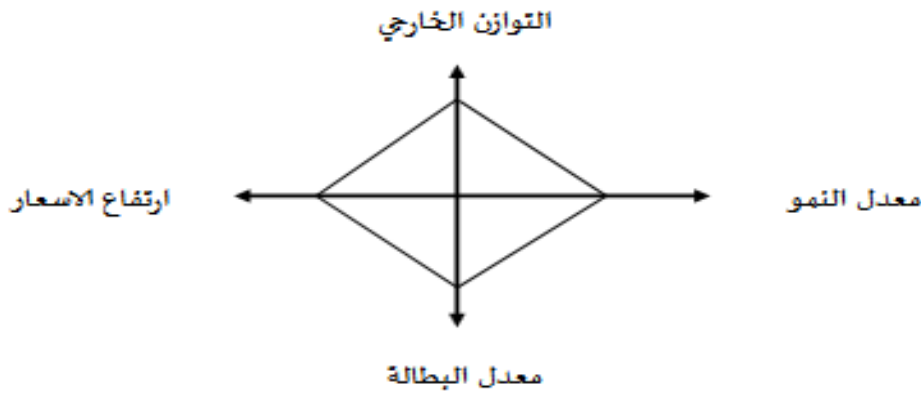 التوازن الخارجي
معدل النمو
ارتفاع الاسعار
معدل البطالة